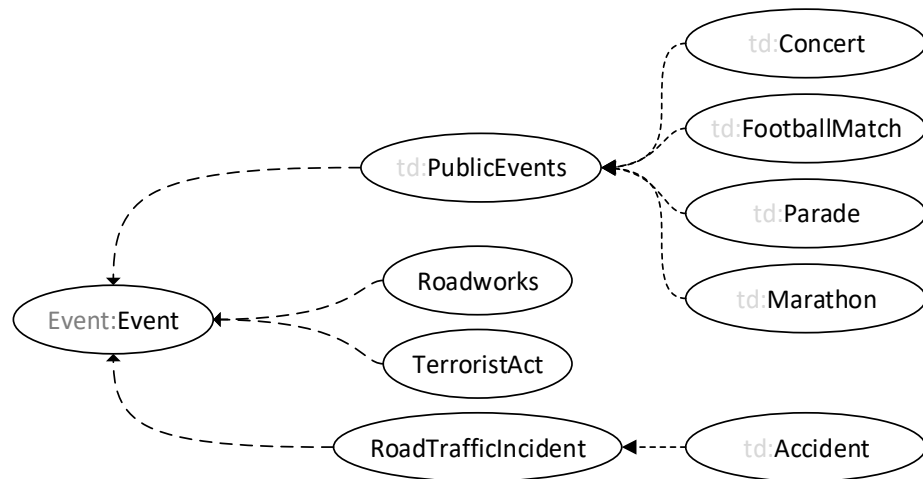 td:Concert
td:FootballMatch
td:PublicEvents
td:Parade
Roadworks
td:Marathon
Event:Event
TerroristAct
RoadTrafficIncident
td:Accident